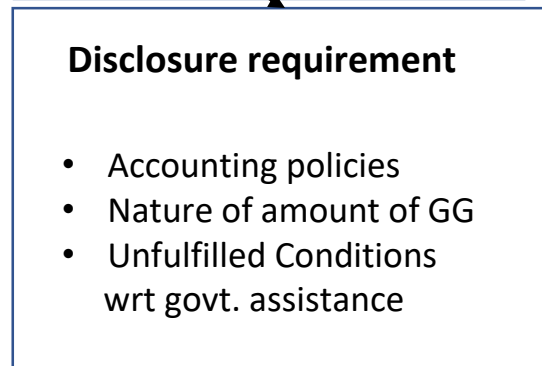 Disclosure requirement
• Accounting policies
• Nature of amount of GG
• Unfulfilled Conditions
wrt govt. assistance